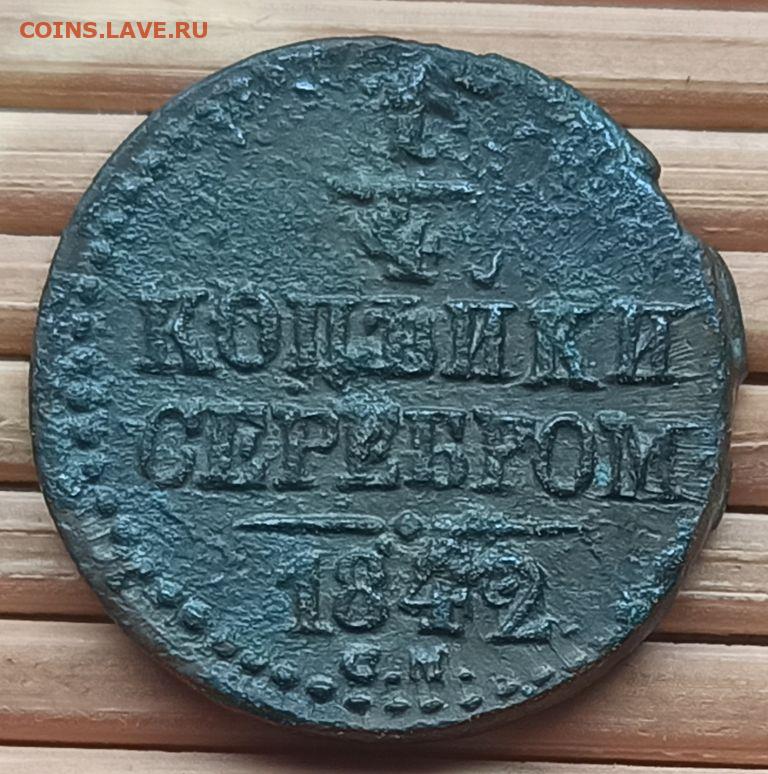 COINS.LAVE.RU
1
4
КОПѢЙКИ
СЕРЕБРОМ
1842
С.М.